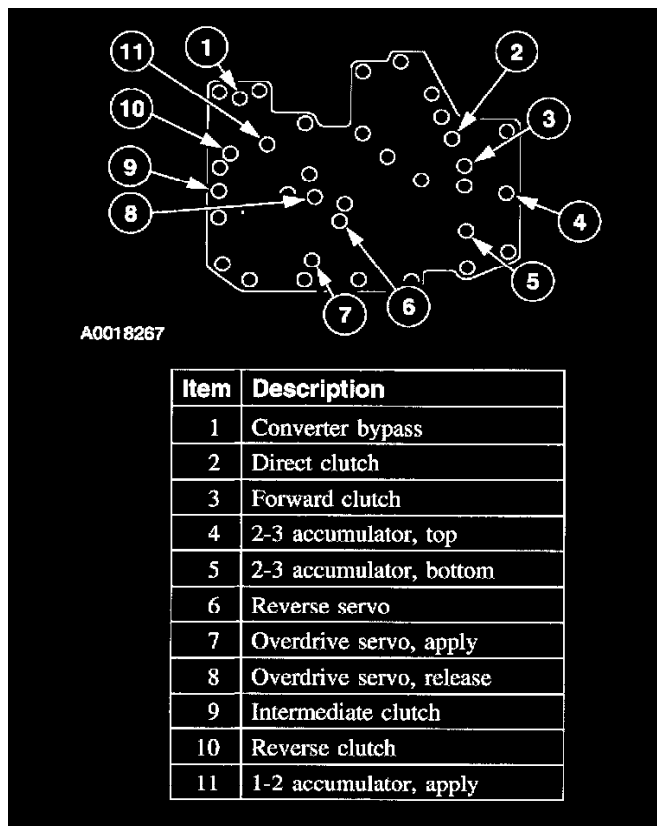 1
11
2
10
3
9
8
4
5
6
7
A0018267
Item Description
1 Converter bypass
2 Direct clutch
3 Forward clutch
4 2-3 accumulator, top
5 2-3 accumulator, bottom
6 Reverse servo
7 Overdrive servo, apply
8 Overdrive servo, release
9 Intermediate clutch
10 Reverse clutch
11 1-2 accumulator, apply